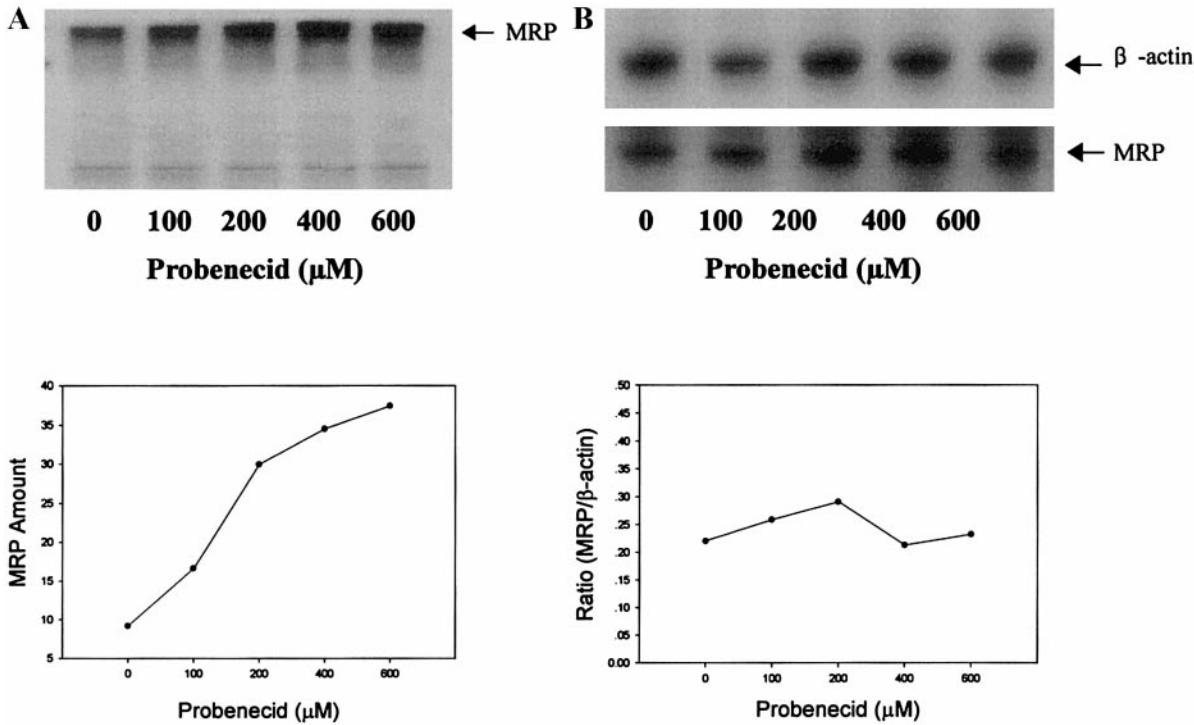 A
MRP
0 100 200 400 600
Probenecid (μM)
B
β -actin
MRP
0 100 200 400 600
Probenecid (μM)
MRP Amount
40
35
30
25
20
15
10
5
0 100 200 400 600
Probenecid (μM)
Ratio (MRP/β-actin)
.50
.45
.40
.35
.30
.25
.20
.15
.10
.05
0.00
0 100 200 400 600
Probenecid (μM)